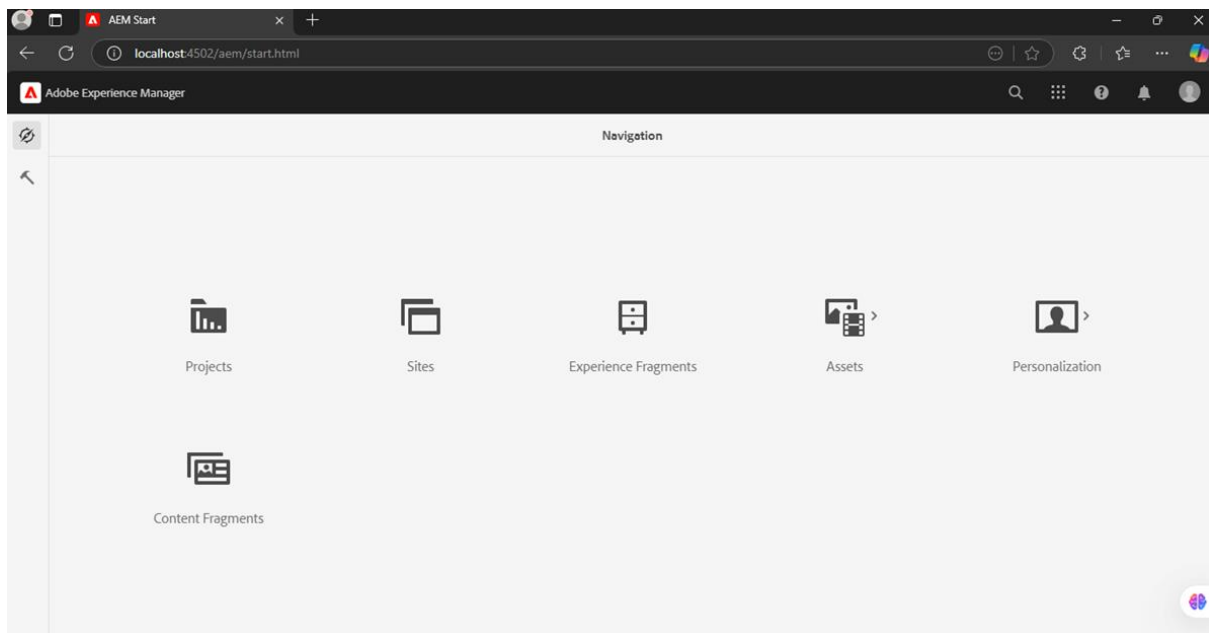 AEM Start
localhost:4502/aem/start.html
Adobe Experience Manager
Navigation
Projects
Sites
Experience Fragments
Assets
Personalization
Content Fragments